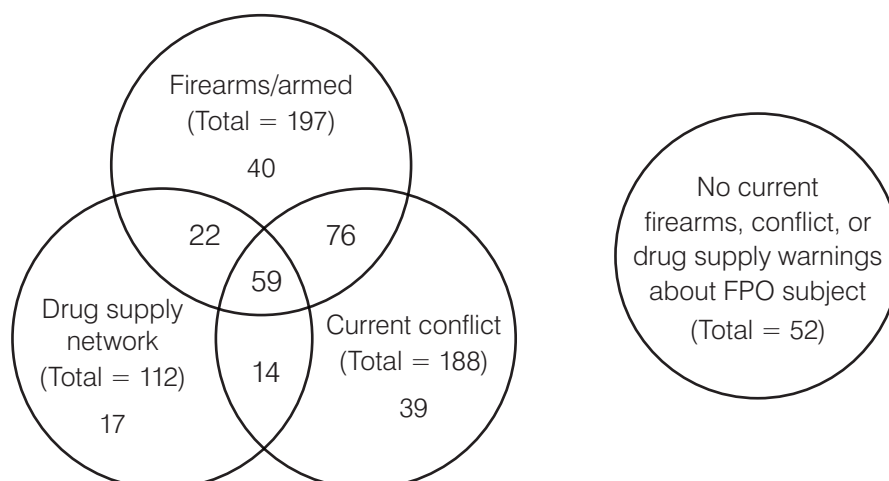 Firearms/armed
(Total = 197)
40
22
76
59
Drug supply
network
(Total = 112)
17
14
Current conflict
(Total = 188)
39
No current
firearms, conflict, or
drug supply warnings
about FPO subject
(Total = 52)